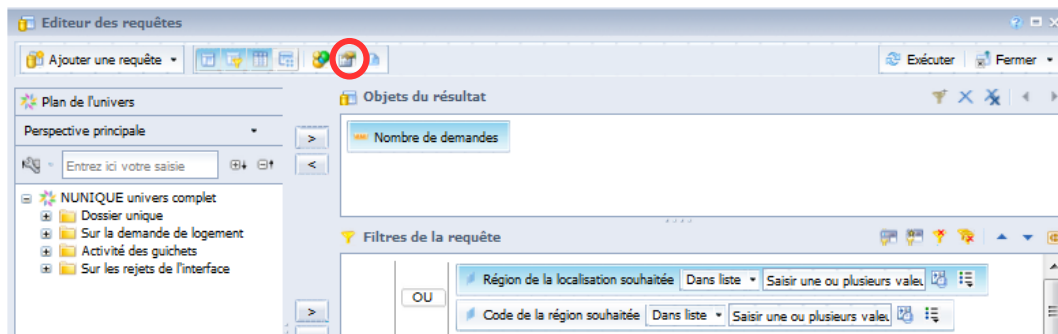 Editeur des requêtes
Ajouter une requête
Exécuter
Fermer
Plan de l'univers
Perspective principale
Entrez ici votre saisie
NUNIQUE univers complet
Dossier unique
Sur la demande de logement
Activité des guichets
Sur les rejets de l'interface
>
<
Objets du résultat
Nombre de demandes
Filtres de la requête
OU
Région de la localisation souhaitée Dans liste Saisir une ou plusieurs valeu
Code de la région souhaitée Dans liste Saisir une ou plusieurs valeu
>